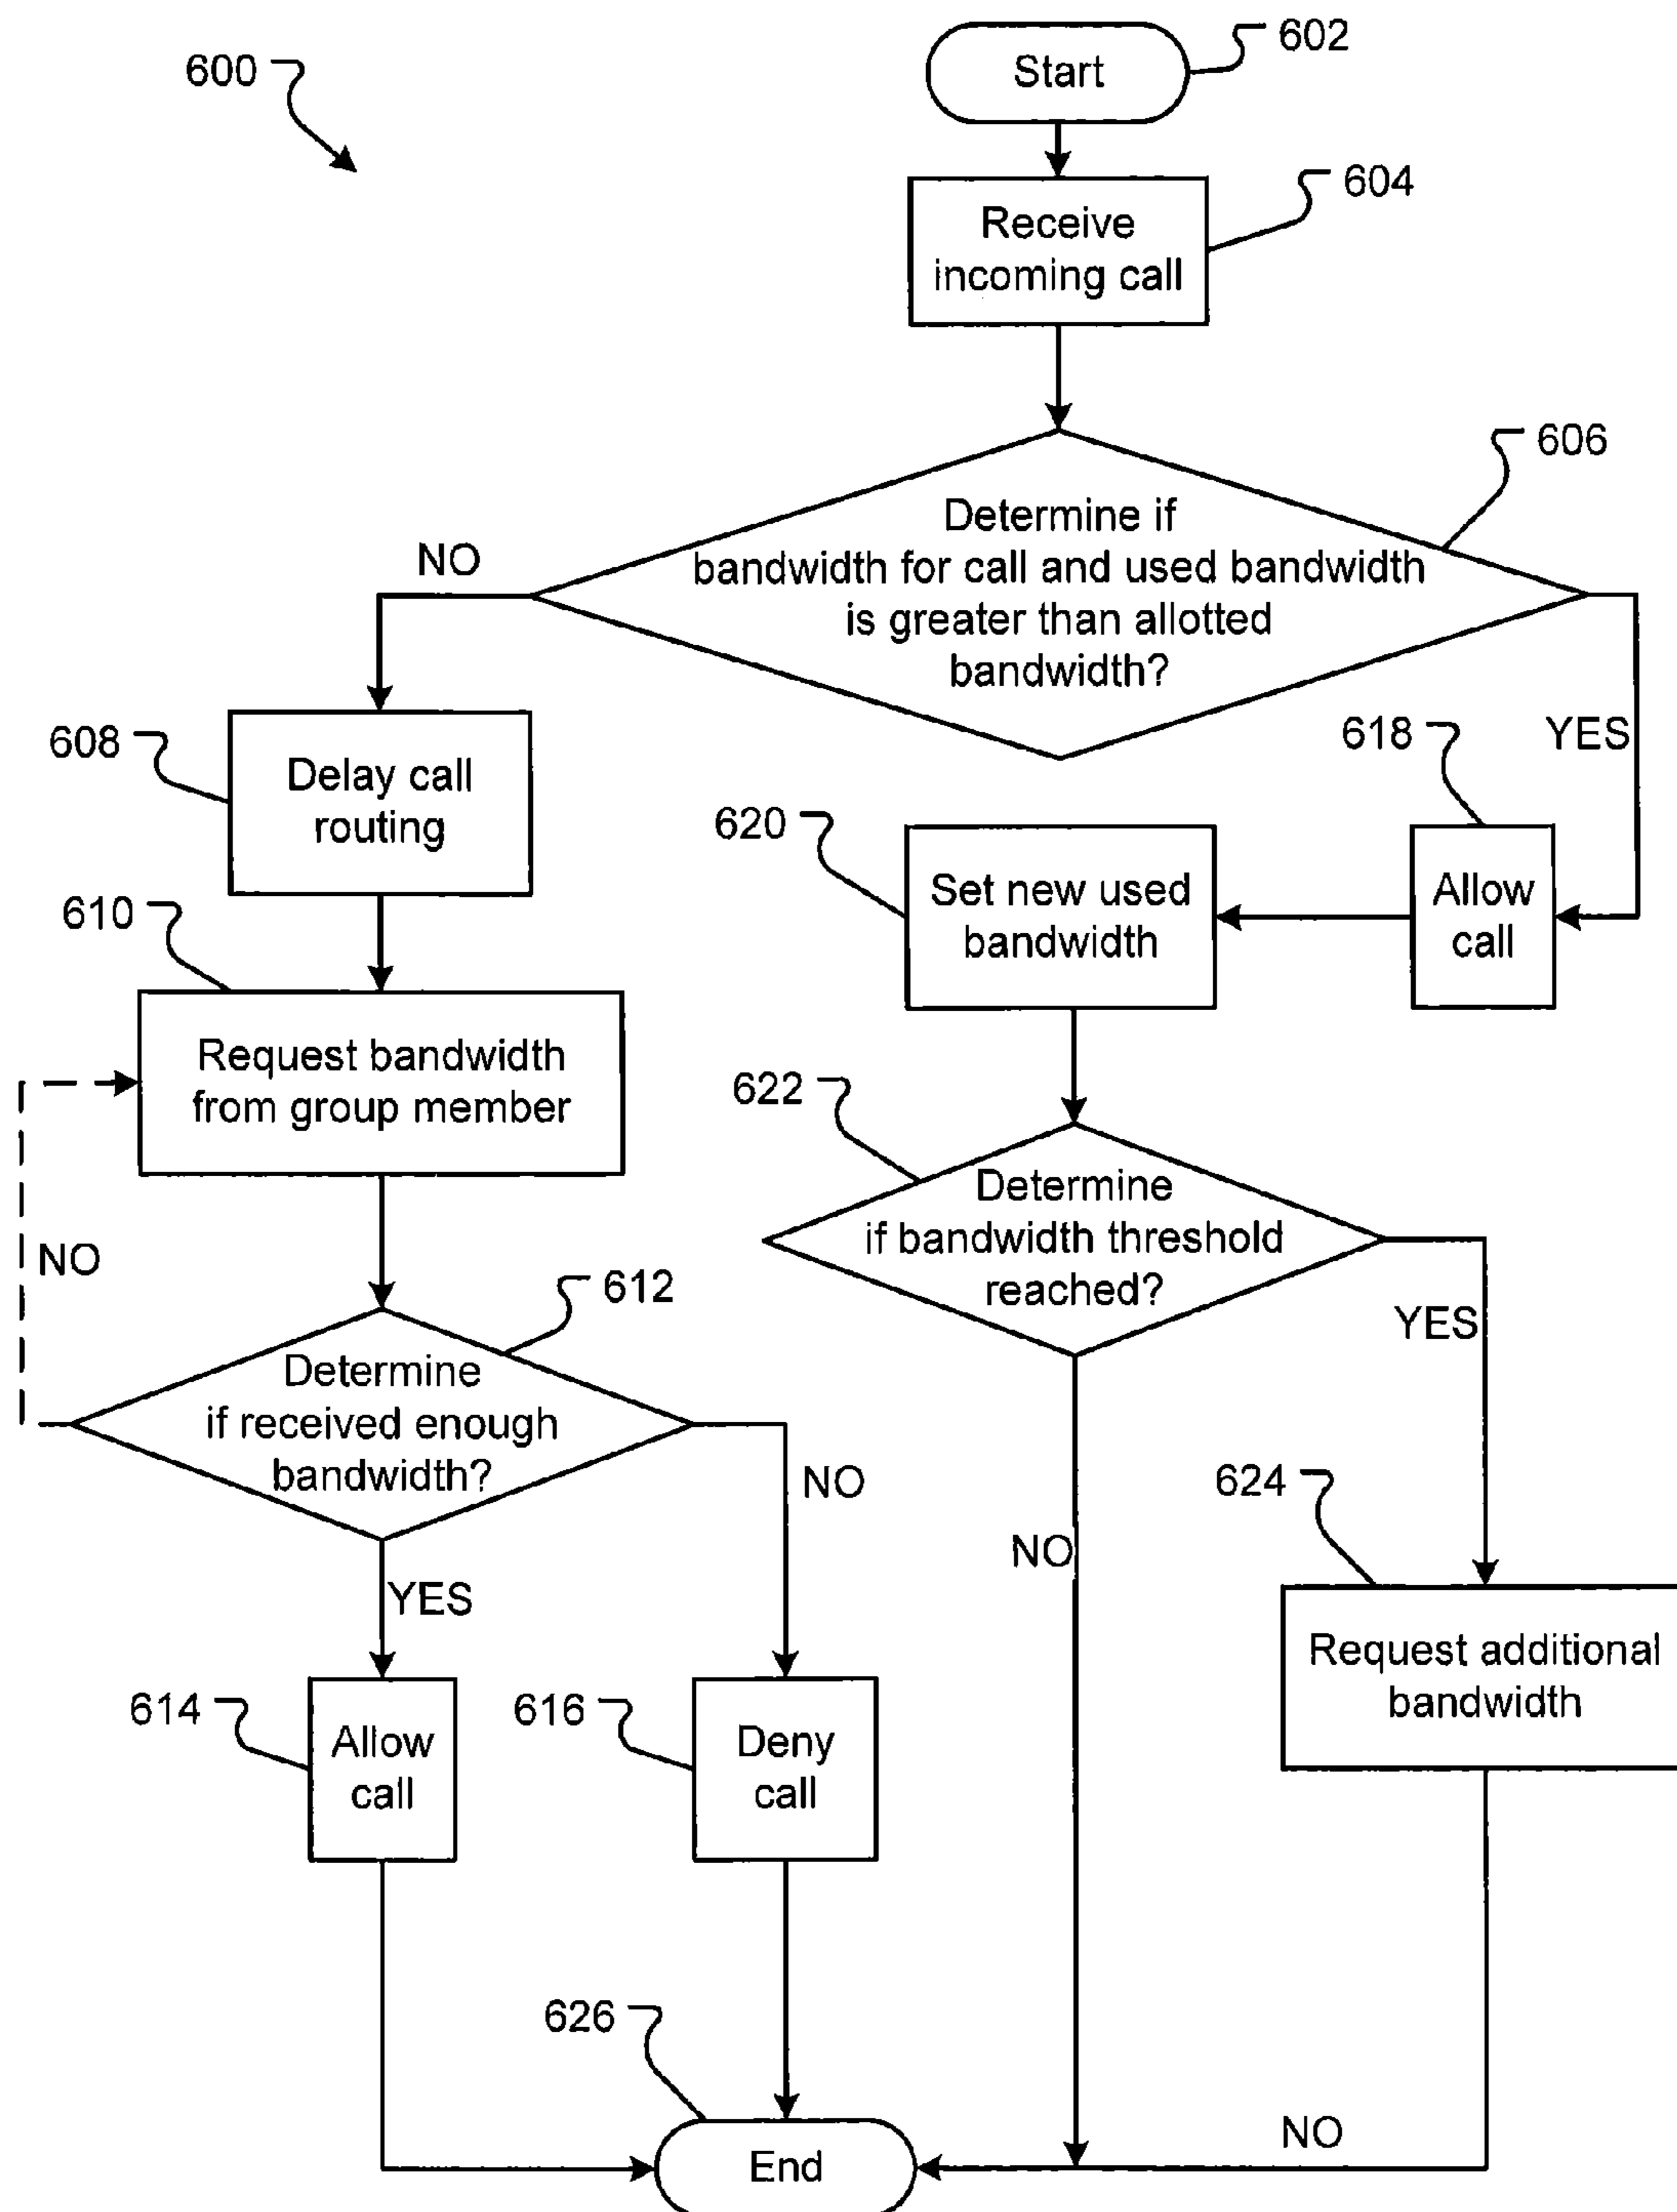 600
602
Start
604
Receive
incoming call
606
Determine if
bandwidth for call and used bandwidth
is greater than allotted
bandwidth?
NO
YES
608
Delay call
routing
618
Allow
call
620
Set new used
bandwidth
610
Request bandwidth
from group member
622
Determine
if bandwidth threshold
reached?
NO
612
Determine
if received enough
bandwidth?
YES
NO
NO
624
Request additional
bandwidth
YES
614
Allow
call
616
Deny
call
626
End
NO